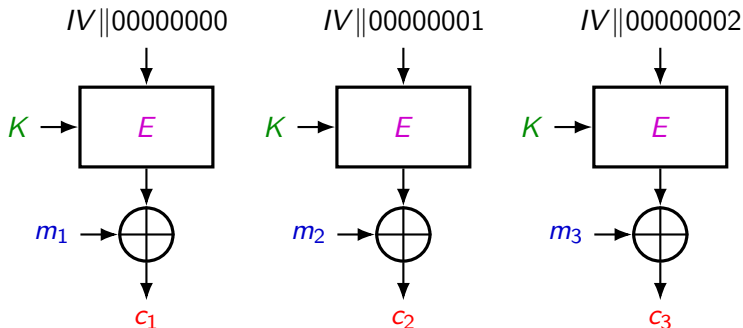 IV||00000000 IV||00000001 IV||00000002
K E K E K E
m₁ m₂ m₃
c₁ c₂ c₃